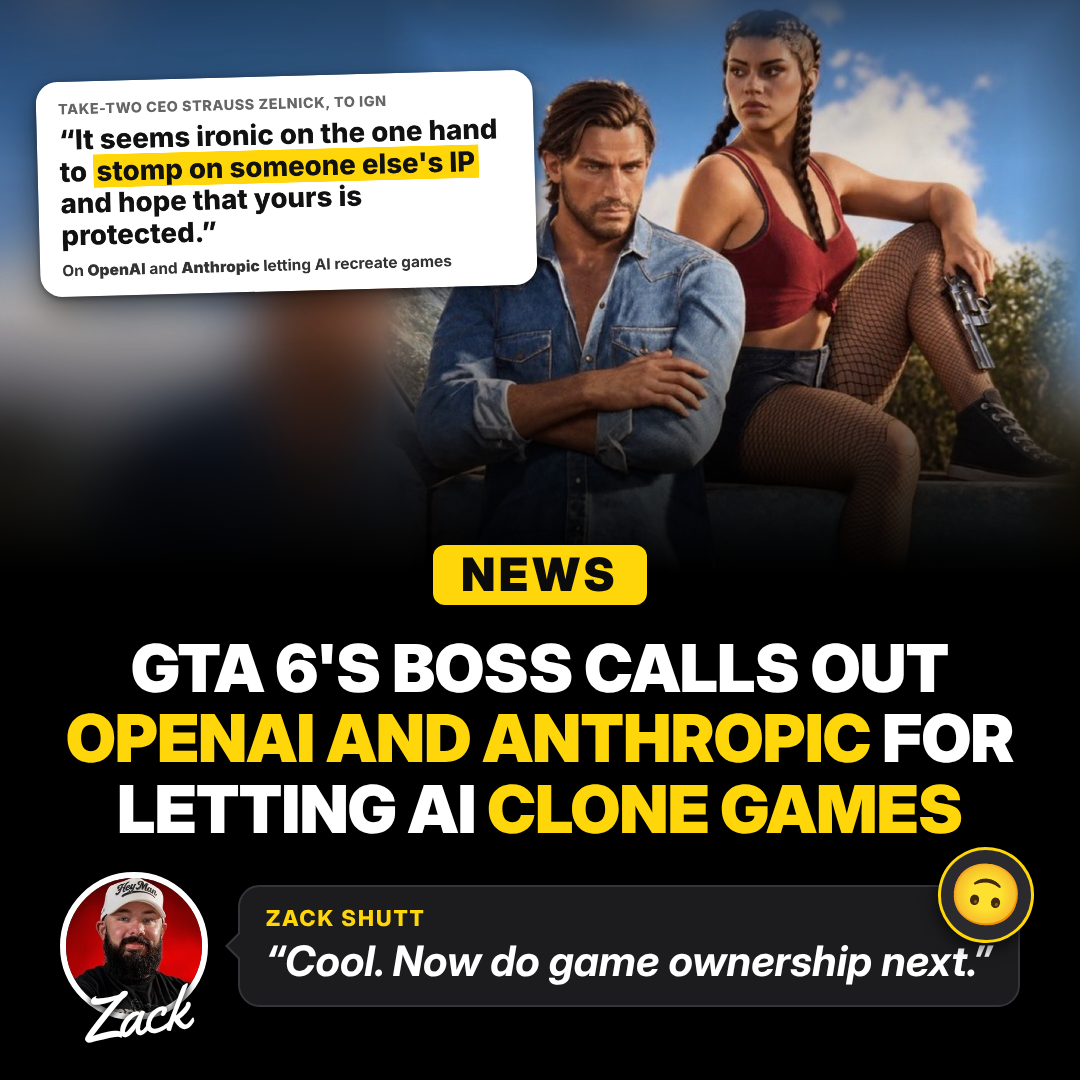 TAKE-TWO CEO STRAUSS ZELNICK, TO IGN
“It seems ironic on the one hand
to stomp on someone else's IP
and hope that yours is
protected.”
On OpenAI and Anthropic letting AI recreate games
NEWS
GTA 6'S BOSS CALLS OUT
OPENAI AND ANTHROPIC FOR
LETTING AI CLONE GAMES
Hey Man
ZACK SHUTT
“Cool. Now do game ownership next.”
Zack